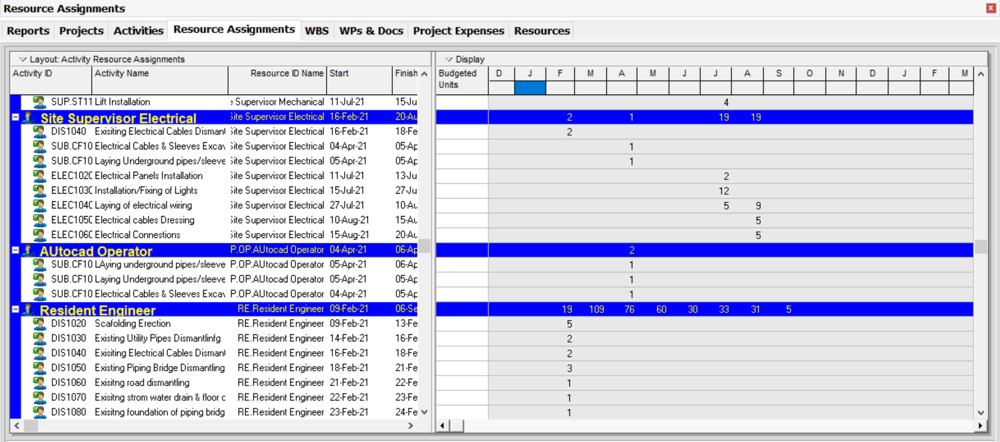 Resource Assignments
Reports Projects Activities Resource Assignments WBS WPs & Docs Project Expenses Resources
Layout: Activity Resource Assignments Display
Activity ID Activity Name Resource ID Name Start Finish Budgeted Units D J F M A M J J A S O N D J F M
SUP.ST11 Lift Installation Supervisor Mechanical 11-Jul-21 15-Ju 4
Site Supervisor Electrical Site Supervisor Electrical 16-Feb-21 20-Au 2 1 19 19
DIS1040 Exisiting Electrical Cables Dismant Site Supervisor Electrical 16-Feb-21 18-Fe 2
SUB.CF10 Electrical Cables & Sleeves Excav Site Supervisor Electrical 04-Apr-21 05-Ap 1
SUB.CF10 Laying Underground pipes/sleeve Site Supervisor Electrical 05-Apr-21 05-Ap 1
ELEC1020 Electrical Panels Installation Site Supervisor Electrical 11-Jul-21 13-Ju 2
ELEC1030 Installation/Fixing of Lights Site Supervisor Electrical 15-Jul-21 27-Ju 12
ELEC1040 Laying of electrical wiring Site Supervisor Electrical 27-Jul-21 10-Au 5 9
ELEC1050 Electrical cables Dressing Site Supervisor Electrical 10-Aug-21 15-Au 5
ELEC1060 Electrical Connestions Site Supervisor Electrical 15-Aug-21 20-Au 5
AUtocad Operator P.OP.AUtocad Operator 04-Apr-21 06-Ap 2
SUB.CF10 LAying underground pipes/sleeve P.OP.AUtocad Operator 05-Apr-21 06-Ap 1
SUB.CF10 Laying Underground pipes/sleeve P.OP.AUtocad Operator 05-Apr-21 05-Ap 1
SUB.CF10 Electrical Cables & Sleeves Excav P.OP.AUtocad Operator 04-Apr-21 05-Ap 1
Resident Engineer RE.Resident Engineer 09-Feb-21 06-Se 19 109 76 60 30 33 31 5
DIS1020 Scafolding Erection RE.Resident Engineer 09-Feb-21 13-Fe 5
DIS1030 Existing Utility Pipes Dismantlinfg RE.Resident Engineer 14-Feb-21 16-Fe 2
DIS1040 Exisiting Electrical Cables Dismant RE.Resident Engineer 16-Feb-21 18-Fe 2
DIS1050 Existing Piping Bridge Dismantling RE.Resident Engineer 18-Feb-21 21-Fe 3
DIS1060 Exisitng road dismantling RE.Resident Engineer 21-Feb-21 22-Fe 1
DIS1070 Exisitng strom water drain & floor c RE.Resident Engineer 22-Feb-21 23-Fe 1
DIS1080 Exisitng foundation of piping bridg RE.Resident Engineer 23-Feb-21 24-Fe 1